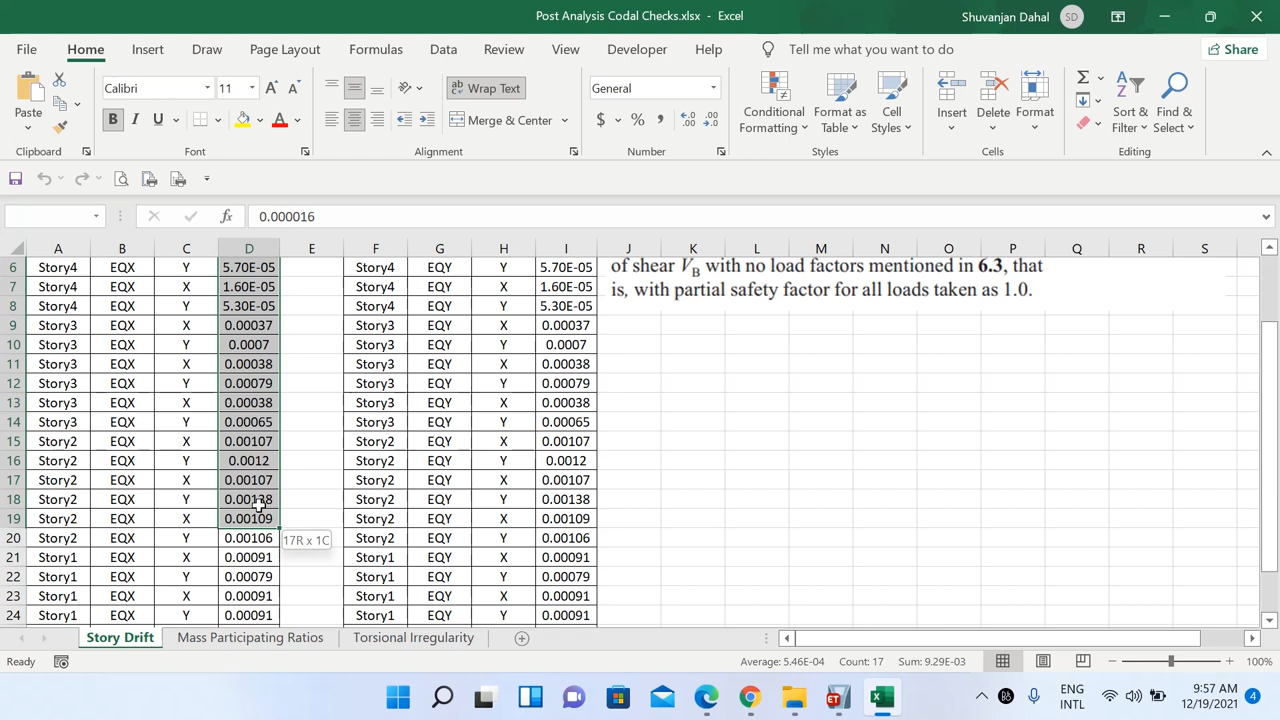 Post Analysis Codal Checks.xlsx - Excel
Shuvanjan Dahal SD
File Home Insert Draw Page Layout Formulas Data Review View Developer Help Tell me what you want to do Share
Paste Calibri 11 Wrap Text General Conditional Formatting Format as Table Cell Styles Insert Delete Format Sort & Filter Find & Select
B I U A Merge & Center $ % ,
Clipboard Font Alignment Number Styles Cells Editing
fx 0.000016
A B C D E F G H I J K L M N O P Q R S
6 Story4 EQX Y 5.70E-05 Story4 EQY Y 5.70E-05 of shear VB with no load factors mentioned in 6.3, that
7 Story4 EQX X 1.60E-05 Story4 EQY X 1.60E-05 is, with partial safety factor for all loads taken as 1.0.
8 Story4 EQX Y 5.30E-05 Story4 EQY Y 5.30E-05
9 Story3 EQX X 0.00037 Story3 EQY X 0.00037
10 Story3 EQX Y 0.0007 Story3 EQY Y 0.0007
11 Story3 EQX X 0.00038 Story3 EQY X 0.00038
12 Story3 EQX Y 0.00079 Story3 EQY Y 0.00079
13 Story3 EQX X 0.00038 Story3 EQY X 0.00038
14 Story3 EQX Y 0.00065 Story3 EQY Y 0.00065
15 Story2 EQX X 0.00107 Story2 EQY X 0.00107
16 Story2 EQX Y 0.0012 Story2 EQY Y 0.0012
17 Story2 EQX X 0.00107 Story2 EQY X 0.00107
18 Story2 EQX Y 0.00138 Story2 EQY Y 0.00138
19 Story2 EQX X 0.00109 Story2 EQY X 0.00109
20 Story2 EQX Y 0.00106 17R x 1C Story2 EQY Y 0.00106
21 Story1 EQX X 0.00091 Story1 EQY X 0.00091
22 Story1 EQX Y 0.00079 Story1 EQY Y 0.00079
23 Story1 EQX X 0.00091 Story1 EQY X 0.00091
24 Story1 EQX Y 0.00091 Story1 EQY Y 0.00091
Story Drift Mass Participating Ratios Torsional Irregularity
Ready Average: 5.46E-04 Count: 17 Sum: 9.29E-03 100%
ENG 9:57 AM
INTL 12/19/2021 4